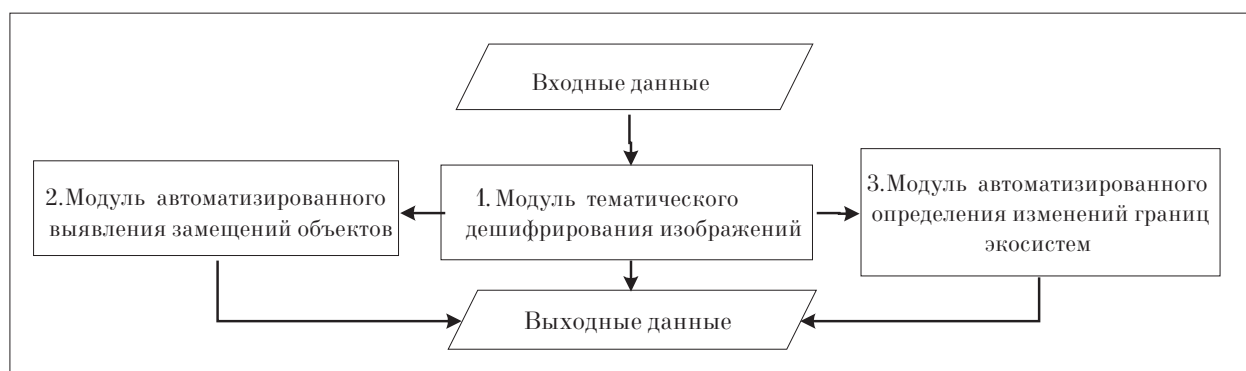 Входные данные
2.Модуль автоматизированного
выявления замещений объектов
1. Модуль тематического
дешифрирования изображений
3.Модуль автоматизированного
определения изменений границ
экосистем
Выходные данные